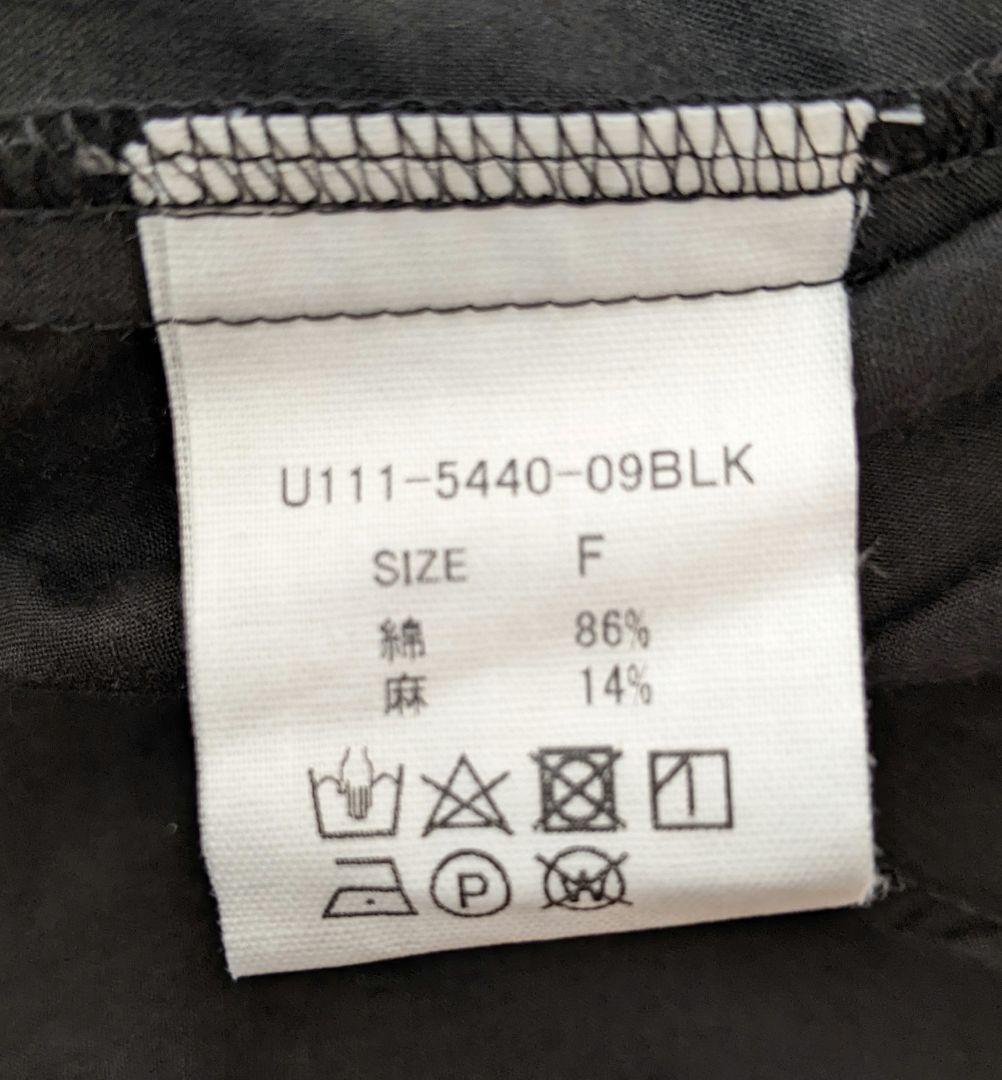 U111-5440-09BLK
SIZE F
綿 86%
麻 14%
P W